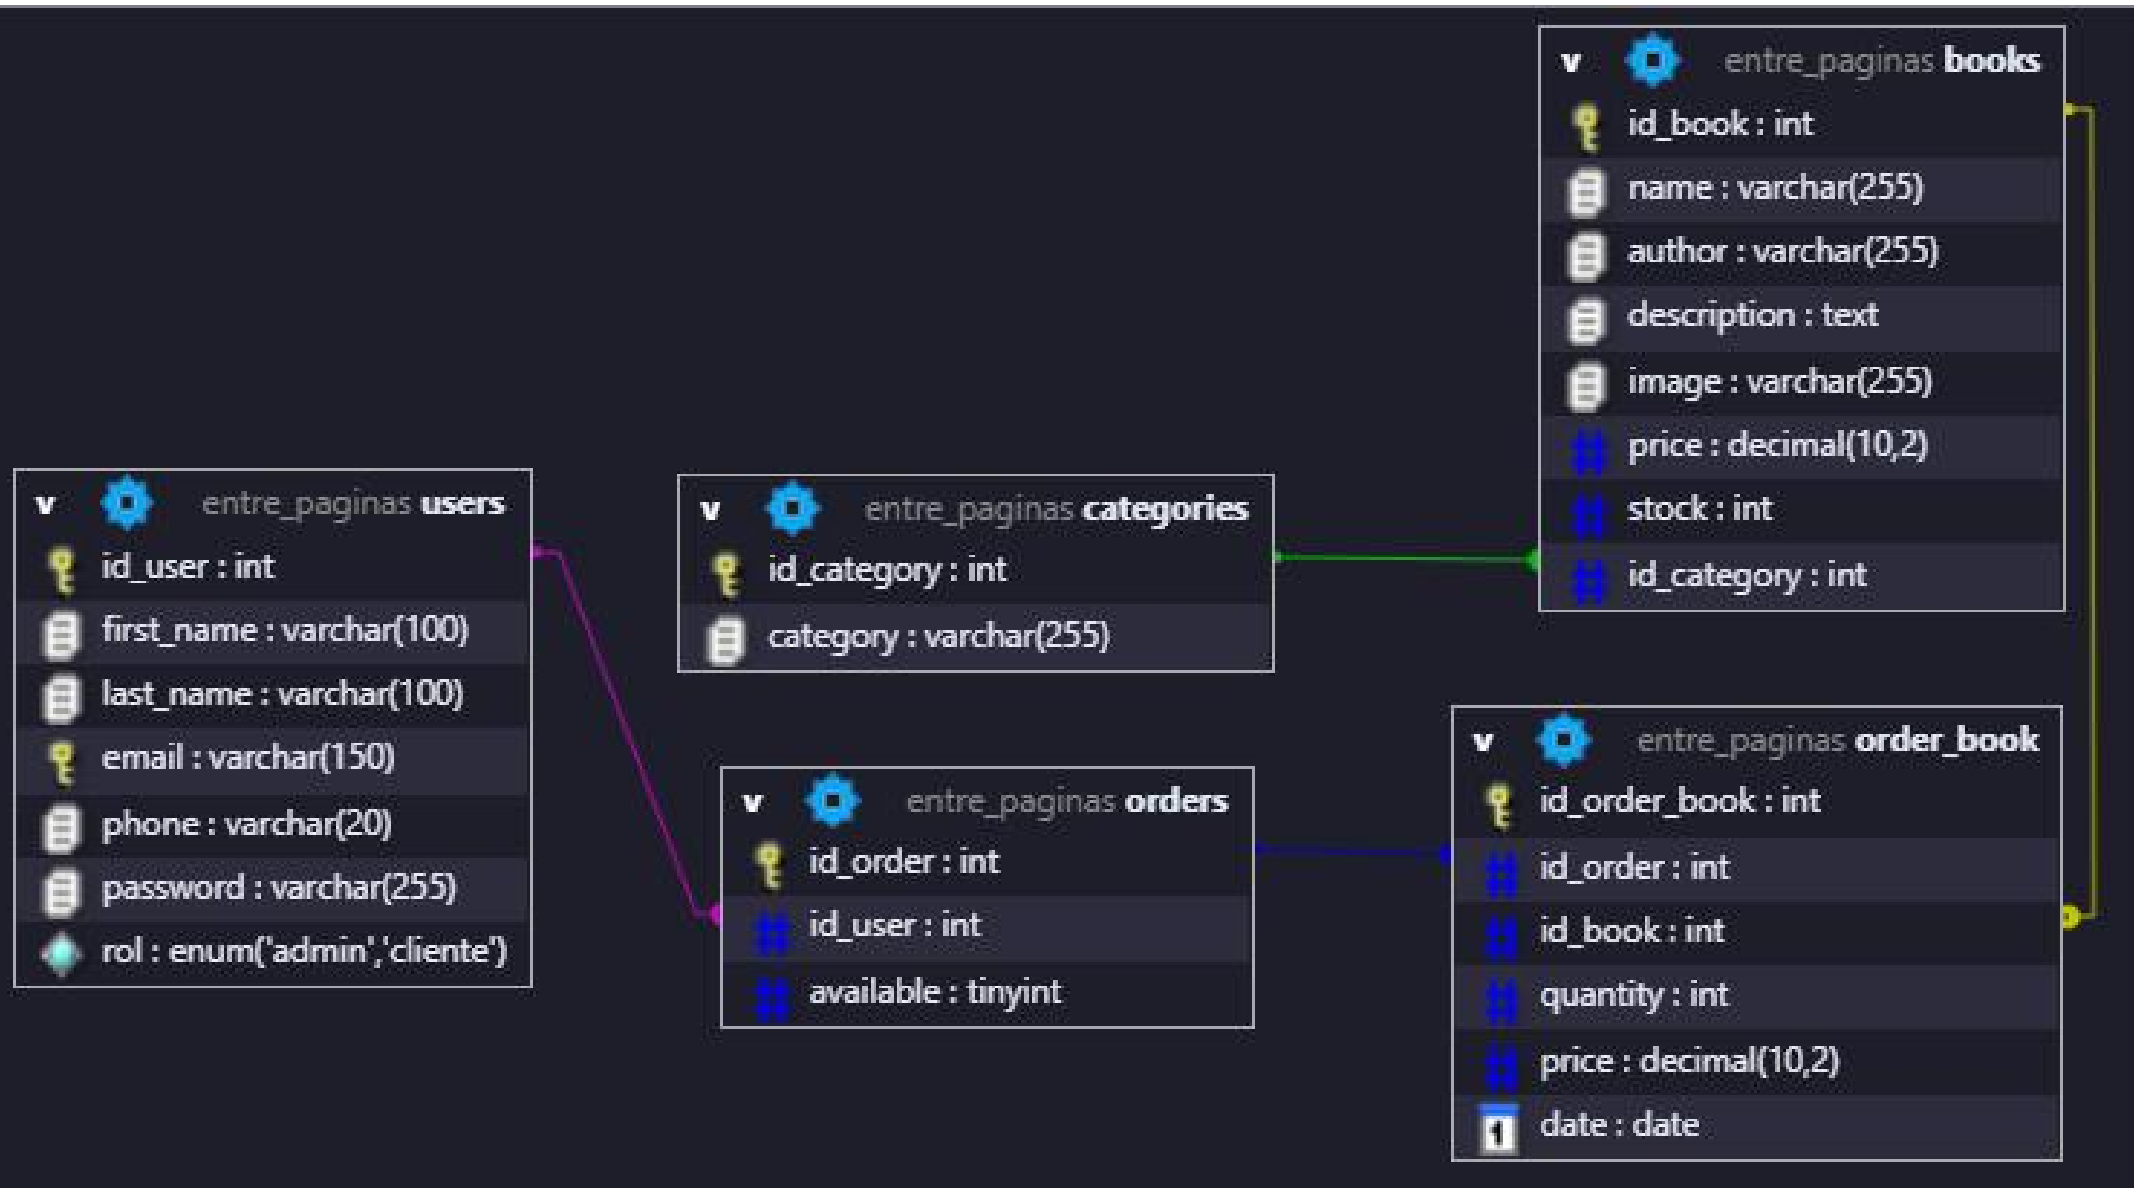 v entre_paginas users
id_user : int
first_name : varchar(100)
last_name : varchar(100)
email : varchar(150)
phone : varchar(20)
password : varchar(255)
rol : enum('admin','cliente')
v entre_paginas categories
id_category : int
category : varchar(255)
v entre_paginas orders
id_order : int
id_user : int
available : tinyint
v entre_paginas books
id_book : int
name : varchar(255)
author : varchar(255)
description : text
image : varchar(255)
price : decimal(10,2)
stock : int
id_category : int
v entre_paginas order_book
id_order_book : int
id_order : int
id_book : int
quantity : int
price : decimal(10,2)
date : date